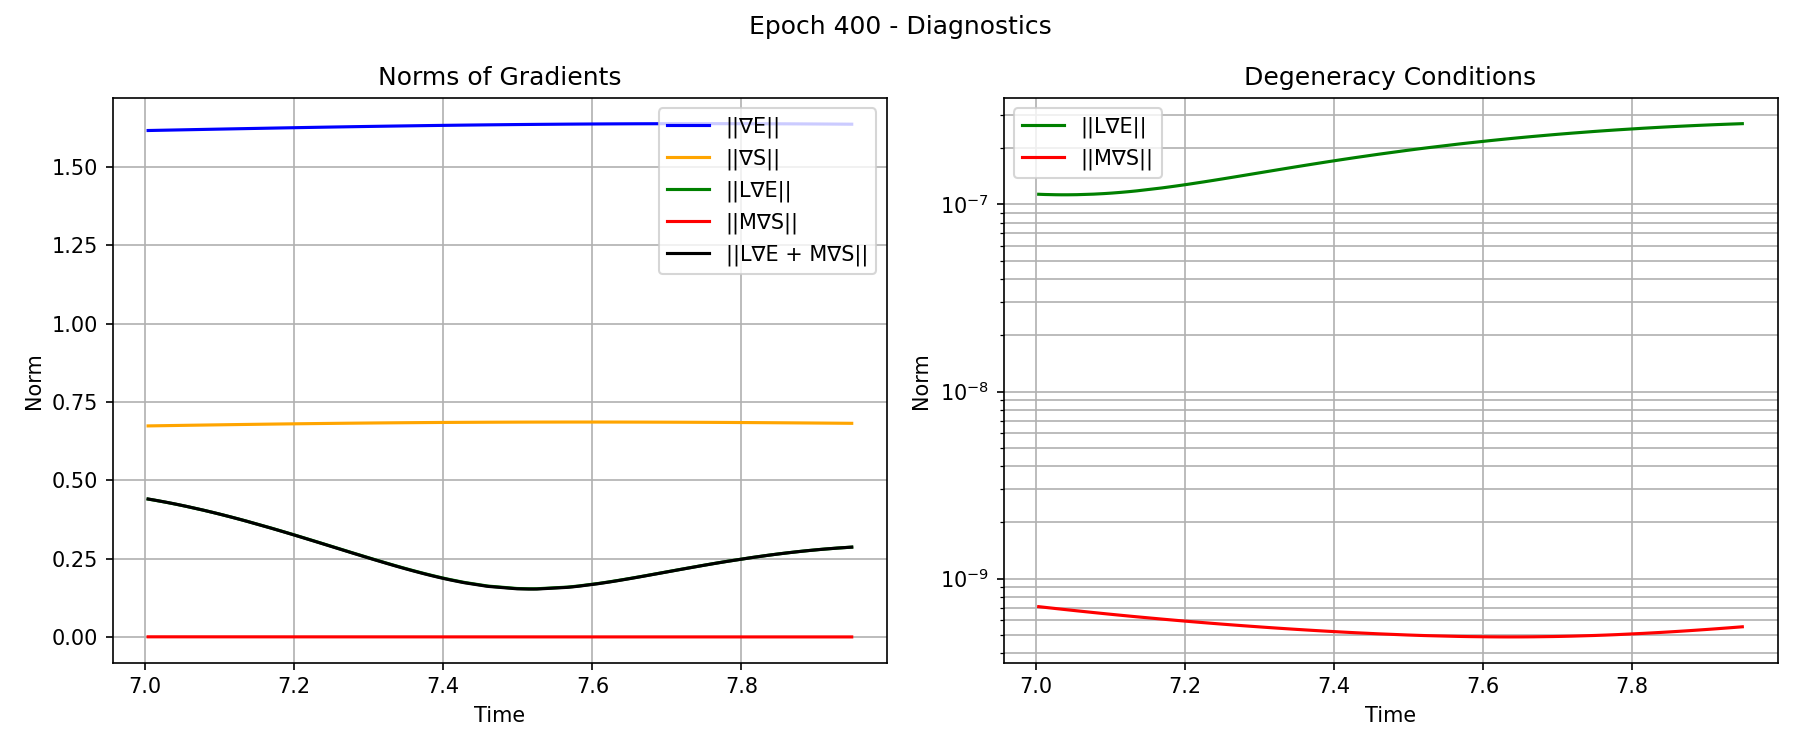 Epoch 400 - Diagnostics
Norms of Gradients
Norm
1.50
1.25
1.00
0.75
0.50
0.25
0.00
||∇E||
||∇S||
||L∇E||
||M∇S||
||L∇E + M∇S||
7.0 7.2 7.4 7.6 7.8
Time
Degeneracy Conditions
Norm
10⁻⁷
10⁻⁸
10⁻⁹
||L∇E||
||M∇S||
7.0 7.2 7.4 7.6 7.8
Time